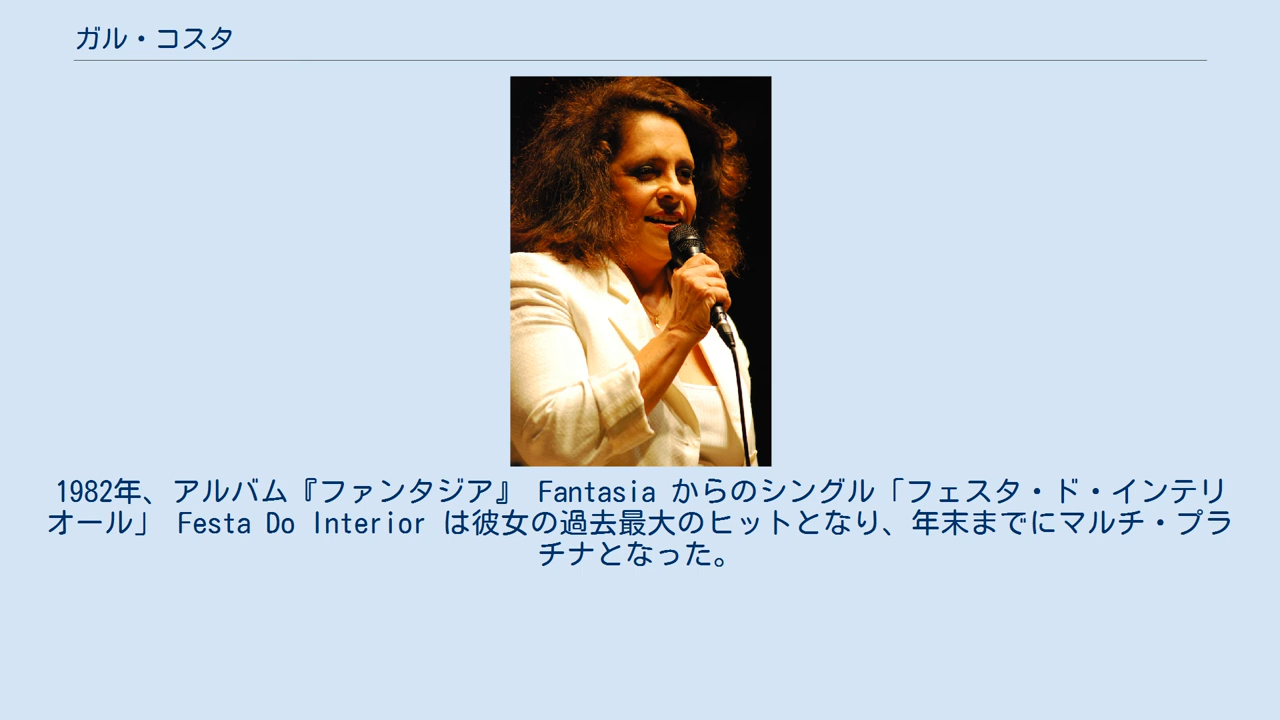 ガル・コスタ
1982年、アルバム『ファンタジア』 Fantasia からのシングル「フェスタ・ド・インテリ
オール」 Festa Do Interior は彼女の過去最大のヒットとなり、年末までにマルチ・プラ
チナとなった。